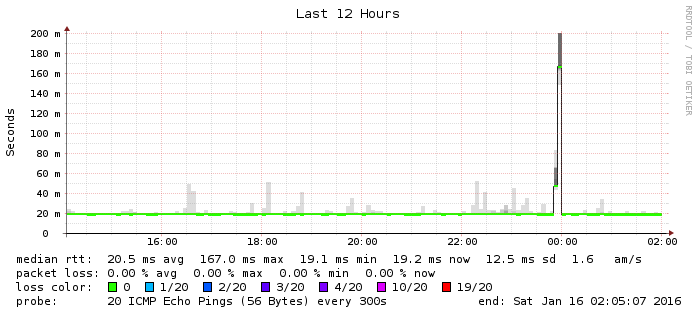 Last 12 Hours
RRDTOOL / TOBI OETIKER
Seconds
200 m
180 m
160 m
140 m
120 m
100 m
80 m
60 m
40 m
20 m
0
16:00 18:00 20:00 22:00 00:00 02:00
median rtt: 20.5 ms avg 167.0 ms max 19.1 ms min 19.2 ms now 12.5 ms sd 1.6 am/s
packet loss: 0.00 % avg 0.00 % max 0.00 % min 0.00 % now
loss color: 0 1/20 2/20 3/20 4/20 10/20 19/20
probe: 20 ICMP Echo Pings (56 Bytes) every 300s end: Sat Jan 16 02:05:07 2016